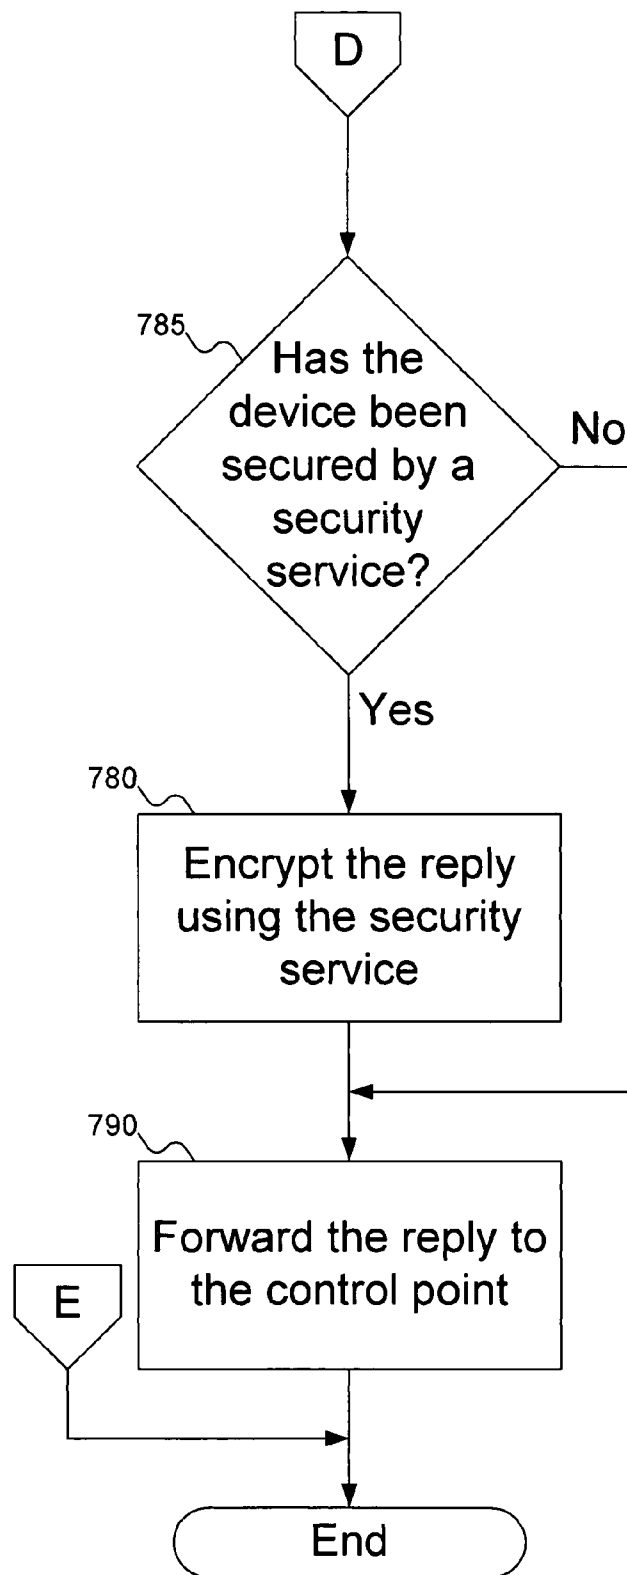 D
785
Has the
device been
secured by a
security
service?
No
Yes
780
Encrypt the reply
using the security
service
790
Forward the reply to
the control point
E
End